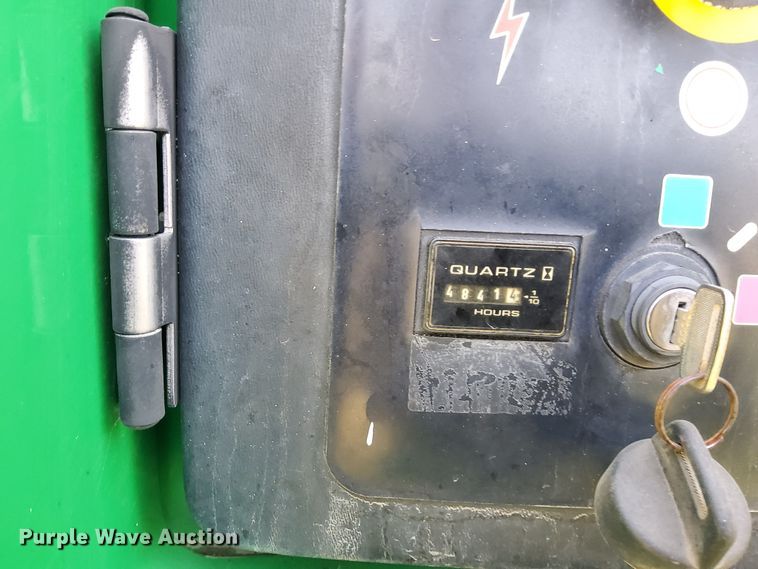 QUARTZ
48414 1/10
HOURS
Purple Wave Auction